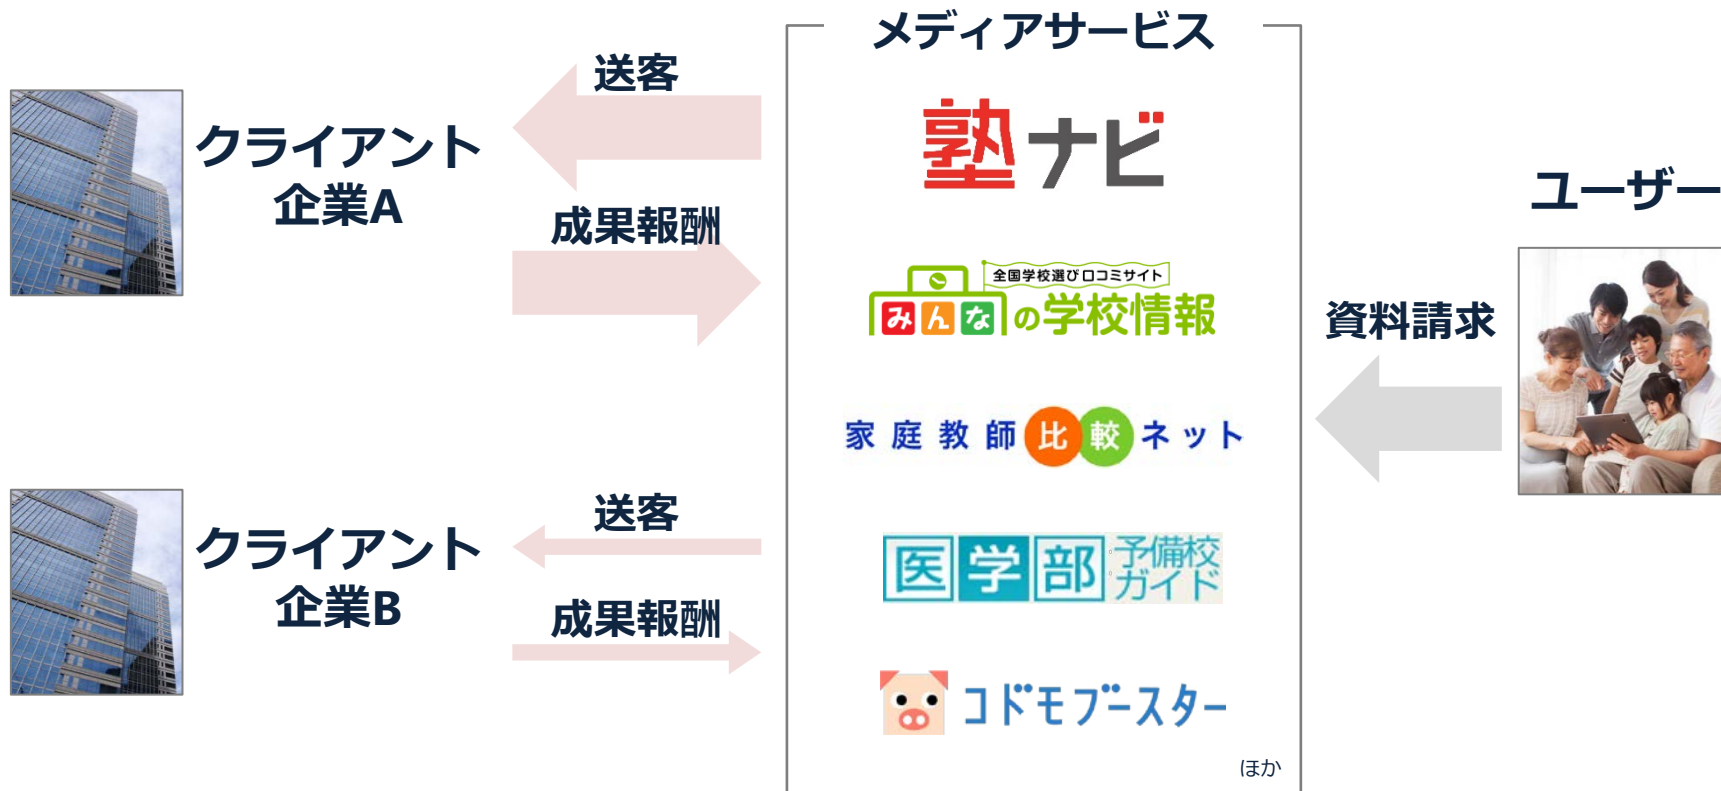 メディアサービス
送客
クライアント
企業A
成果報酬
塾ナビ
全国学校選び口コミサイト
みんなの学校情報
家庭教師比較ネット
医学部予備校
ガイド
コドモブースター
ほか
ユーザー
資料請求
送客
クライアント
企業B
成果報酬